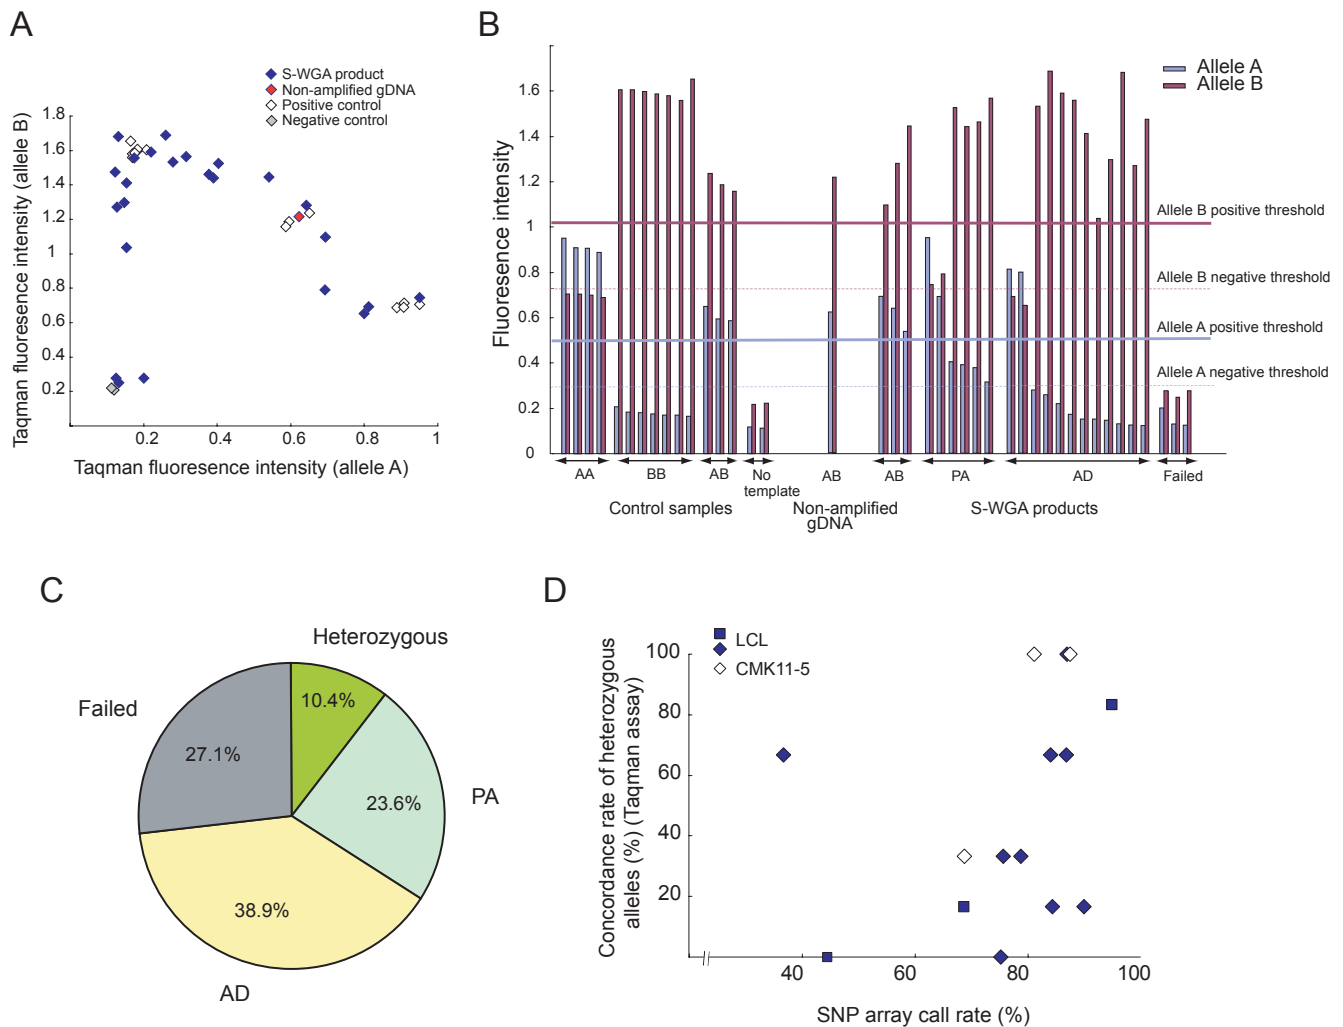 A
S-WGA product
Non-amplified gDNA
Positive control
Negative control
Taqman fluoresence intensity (allele B)
1.8
1.6
1.4
1.2
1
0.8
0.6
0.4
0.2
0.2
0.4
0.6
0.8
1
Taqman fluoresence intensity (allele A)
B
Allele A
Allele B
Fluoresence intensity
1.6
1.4
1.2
1
0.8
0.6
0.4
0.2
0
Allele B positive threshold
Allele B negative threshold
Allele A positive threshold
Allele A negative threshold
AA
BB
AB
No
template
AB
AB
PA
AD
Failed
Control samples
Non-amplified
gDNA
S-WGA products
C
Heterozygous
10.4%
PA
23.6%
AD
38.9%
Failed
27.1%
D
LCL
CMK11-5
Concordance rate of heterozygous
alleles (%) (Taqman assay)
100
80
60
40
20
40
60
80
100
SNP array call rate (%)